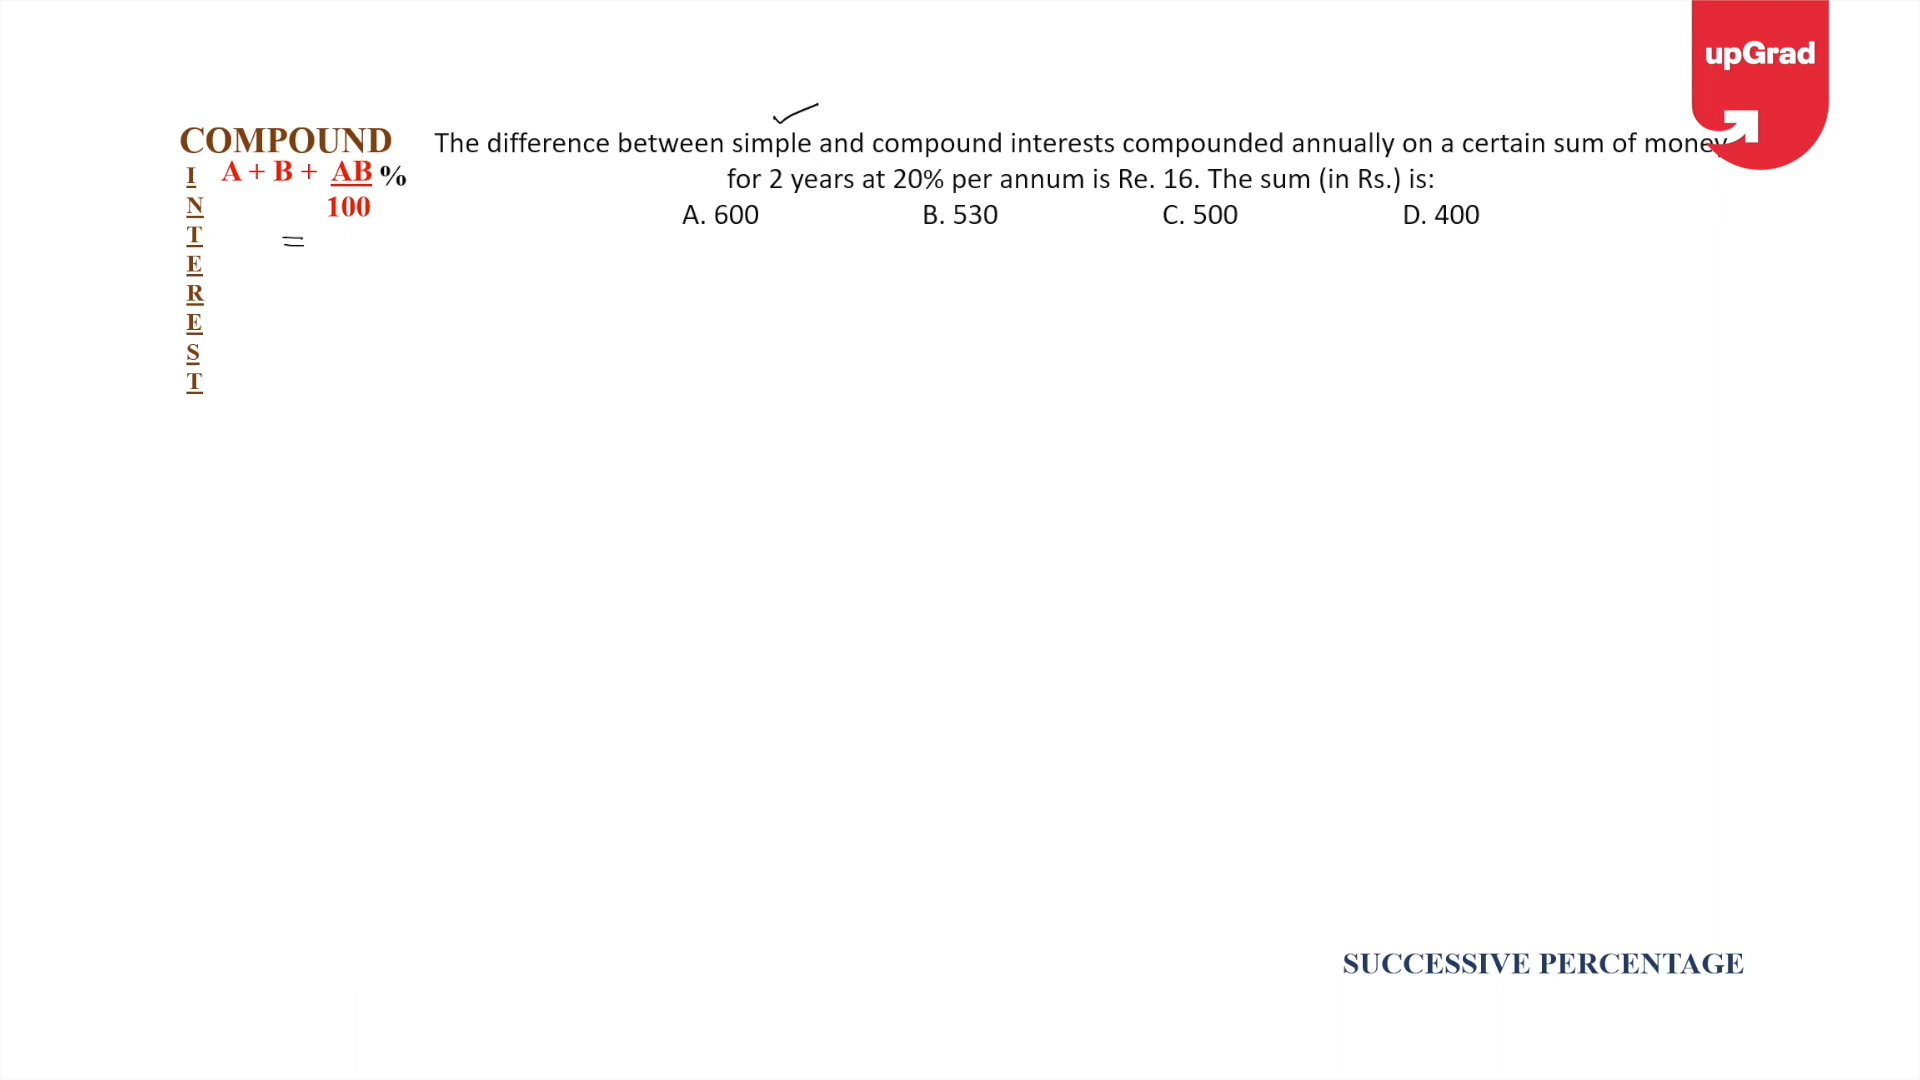 upGrad
COMPOUND
I
N
T
E
R
E
S
T
A + B + AB %
100
=
The difference between simple and compound interests compounded annually on a certain sum of money
for 2 years at 20% per annum is Re. 16. The sum (in Rs.) is:
A. 600 B. 530 C. 500 D. 400
SUCCESSIVE PERCENTAGE